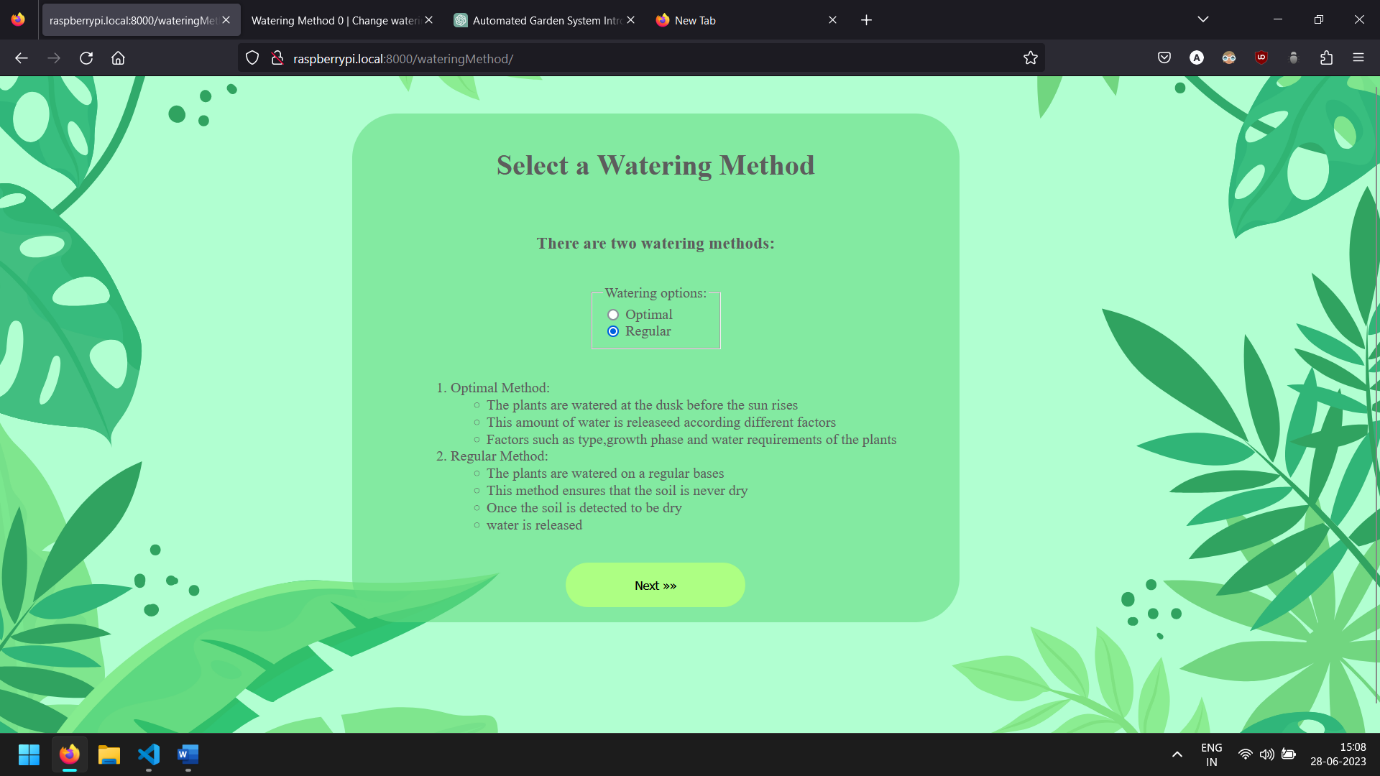 raspberrypi.local:8000/wateringMet
Watering Method 0 | Change wateri
Automated Garden System Intro
New Tab
raspberrypi.local:8000/wateringMethod/
Select a Watering Method
There are two watering methods:
Watering options:
Optimal
Regular
1. Optimal Method:
○ The plants are watered at the dusk before the sun rises
○ This amount of water is releaseed according different factors
○ Factors such as type,growth phase and water requirements of the plants
2. Regular Method:
○ The plants are watered on a regular bases
○ This method ensures that the soil is never dry
○ Once the soil is detected to be dry
○ water is released
Next »»
ENG
IN
15:08
28-06-2023